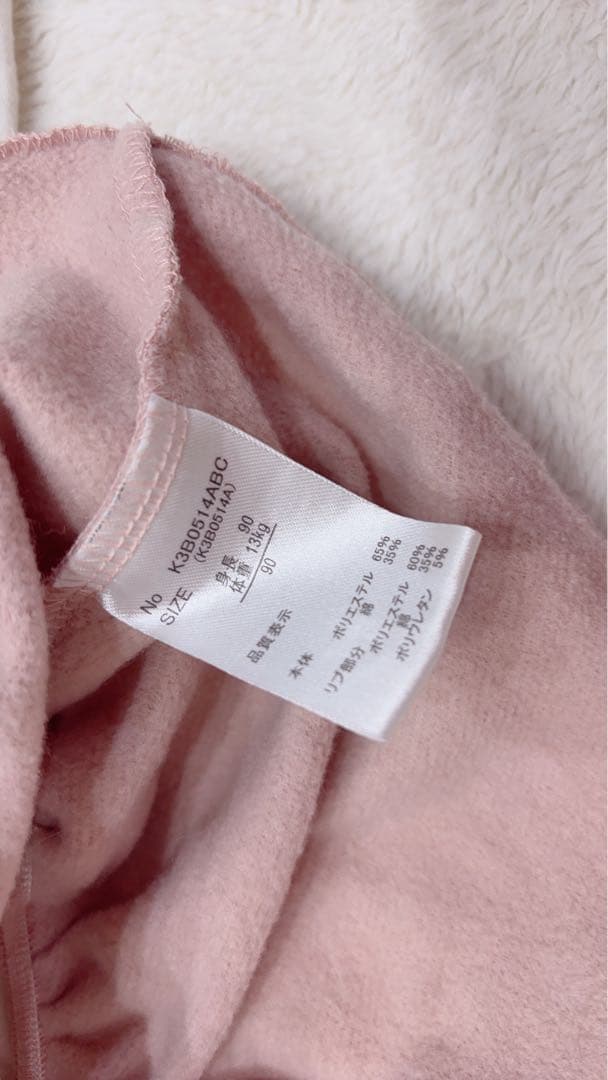 No K3B0514ABC
(K3B0514A)
SIZE 身長 90
体重 13kg
90
品質表示
本体 ポリエステル 65%
綿 35%
リブ部分 ポリエステル 60%
綿 35%
ポリウレタン 5%